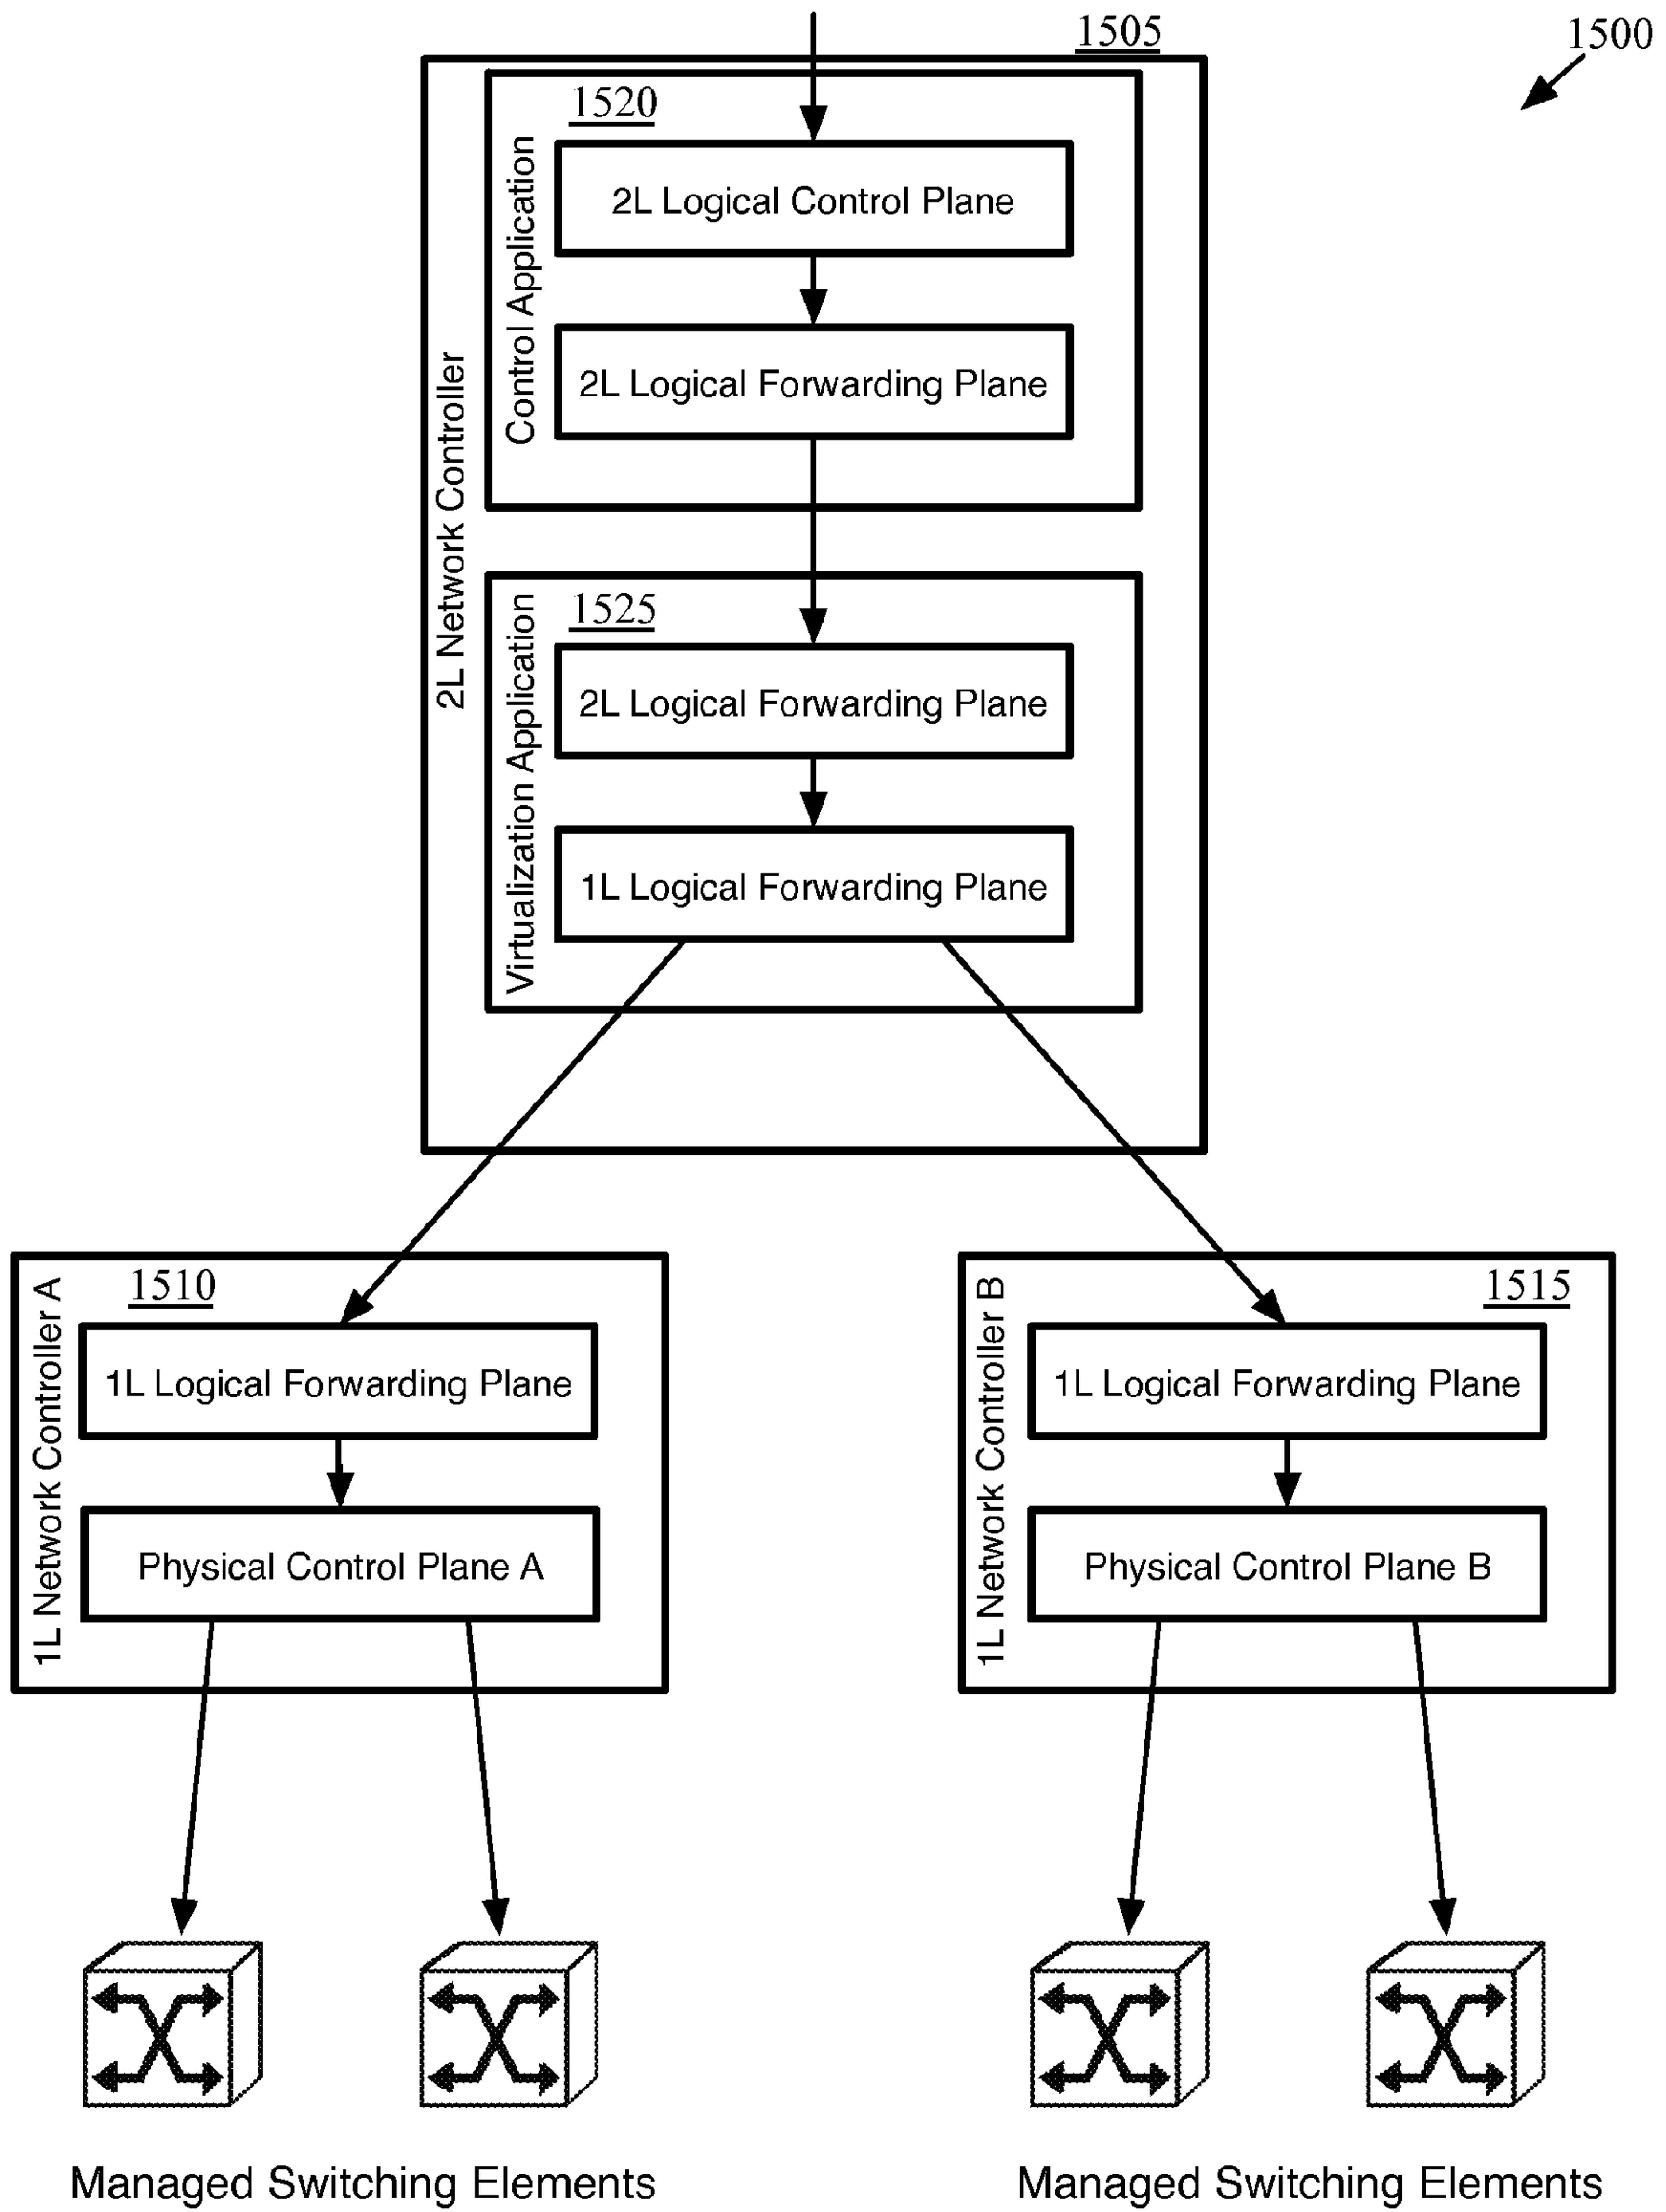 1505
1500
1520
Control Application
2L Logical Control Plane
2L Logical Forwarding Plane
2L Network Controller
1525
Virtualization Application
2L Logical Forwarding Plane
1L Logical Forwarding Plane
1510
1L Network Controller A
1L Logical Forwarding Plane
Physical Control Plane A
1515
1L Network Controller B
1L Logical Forwarding Plane
Physical Control Plane B
Managed Switching Elements
Managed Switching Elements